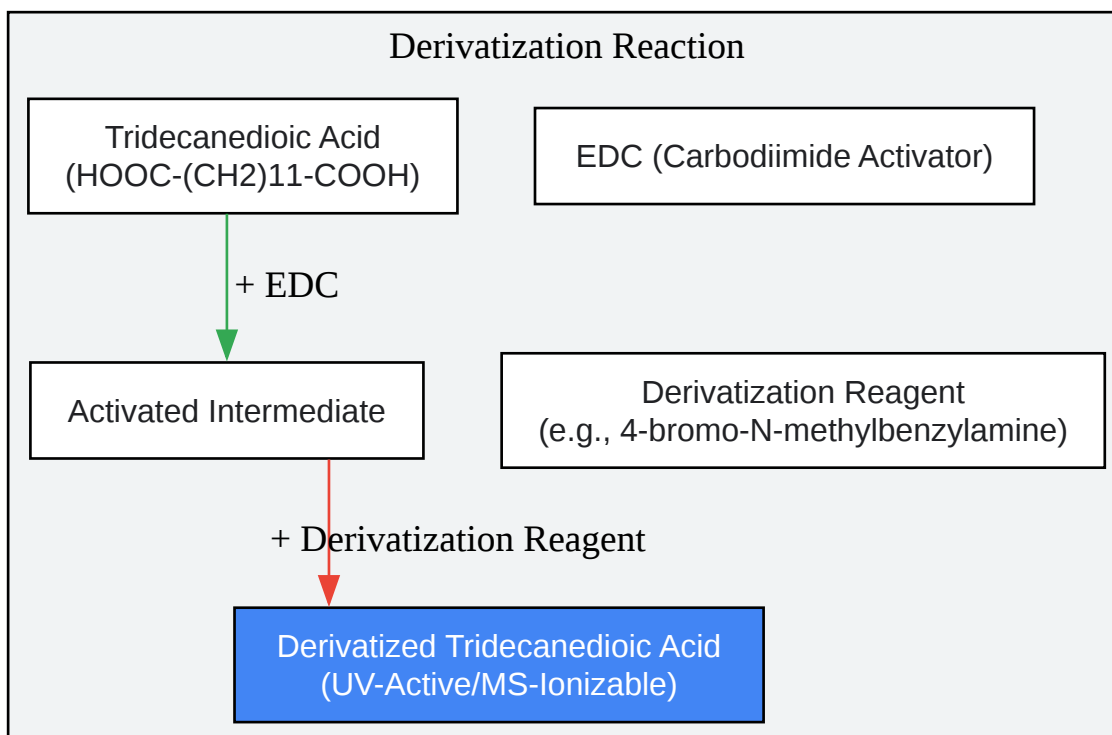 Derivatization Reaction
Tridecanedioic Acid
(HOOC-(CH2)11-COOH)
EDC (Carbodiimide Activator)
+ EDC
Activated Intermediate
Derivatization Reagent
(e.g., 4-bromo-N-methylbenzylamine)
+ Derivatization Reagent
Derivatized Tridecanedioic Acid
(UV-Active/MS-Ionizable)